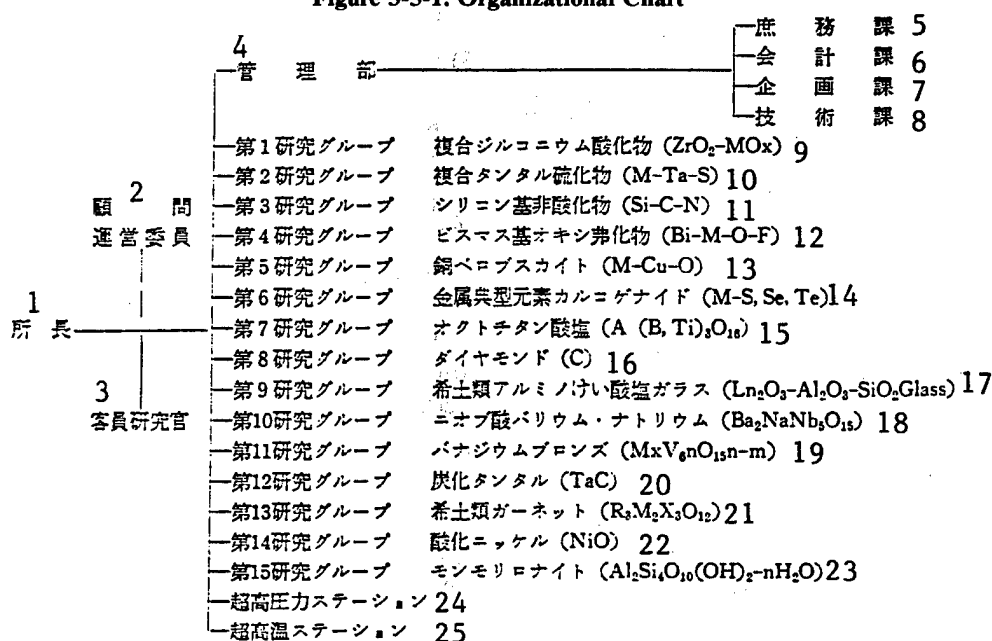 Figure 3-3-1. Organizational Chart
庶務課 5
4
管理部
会計課 6
企画課 7
技術課 8
第1研究グループ 複合ジルコニウム酸化物 (ZrO₂-MOx) 9
第2研究グループ 複合タンタル硫化物 (M-Ta-S) 10
2
顧問
第3研究グループ シリコン基非酸化物 (Si-C-N) 11
運営委員
第4研究グループ ビスマス基オキシ弗化物 (Bi-M-O-F) 12
第5研究グループ 銅ペロブスカイト (M-Cu-O) 13
第6研究グループ 金属典型元素カルコゲナイド (M-S, Se, Te)14
1
所長
第7研究グループ オクトチタン酸塩 (A (B, Ti)₈O₁₆) 15
第8研究グループ ダイヤモンド (C) 16
3
第9研究グループ 希土類アルミノけい酸塩ガラス (Ln₂O₃-Al₂O₃-SiO₂Glass) 17
客員研究官
第10研究グループ ニオブ酸バリウム・ナトリウム (Ba₂NaNb₅O₁₅) 18
第11研究グループ バナジウムブロンズ (MxV₆nO₁₅n-m) 19
第12研究グループ 炭化タンタル (TaC) 20
第13研究グループ 希土類ガーネット (R₃M₂X₃O₁₂)21
第14研究グループ 酸化ニッケル (NiO) 22
第15研究グループ モンモリロナイト (Al₂Si₄O₁₀(OH)₂-nH₂O)23
超高圧力ステーション 24
超高温ステーション 25